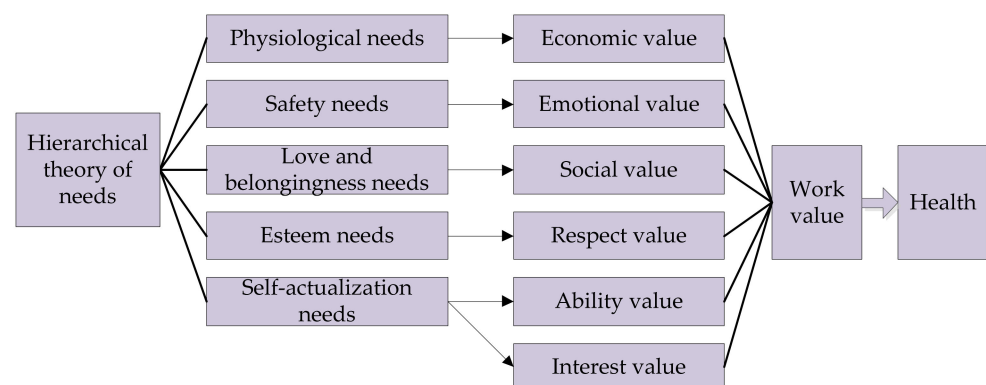 Hierarchical
theory of
needs
Physiological needs
Safety needs
Love and
belongingness needs
Esteem needs
Self-actualization
needs
Economic value
Emotional value
Social value
Respect value
Ability value
Interest value
Work
value
Health